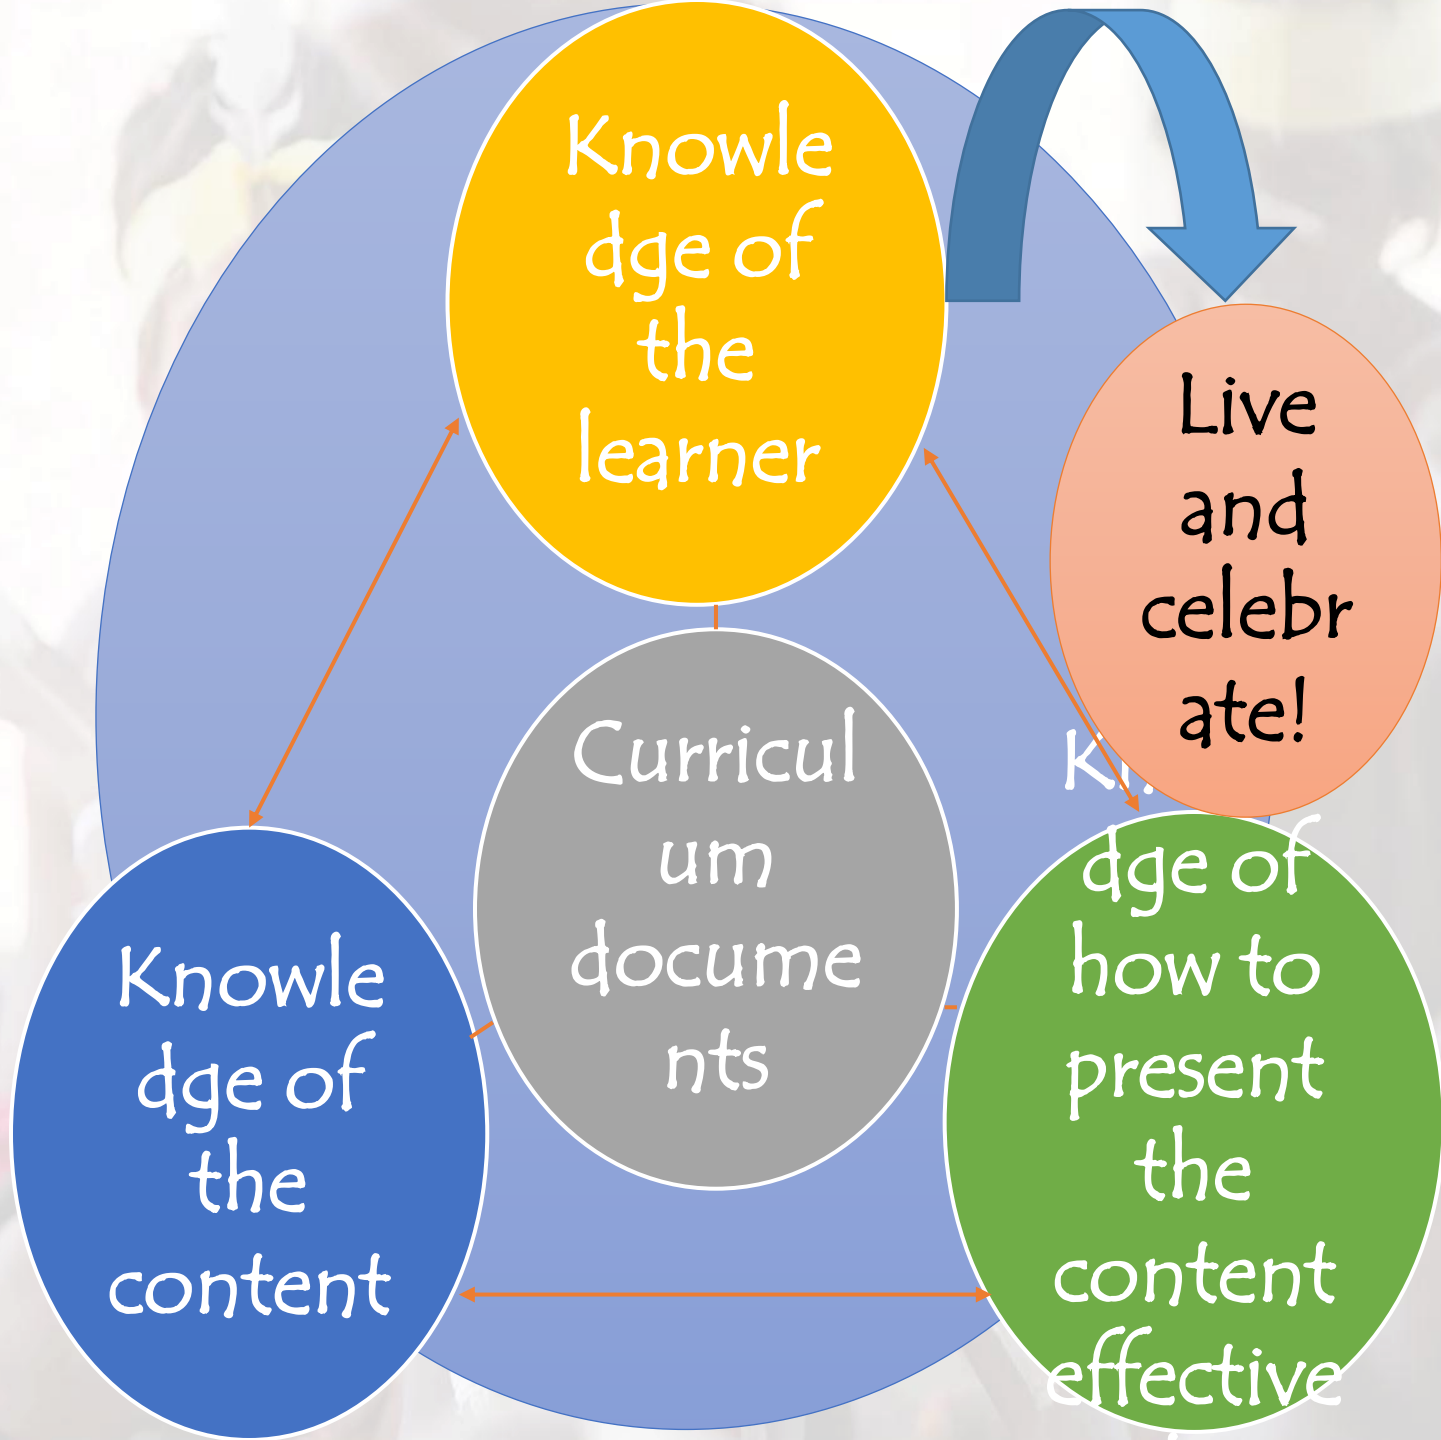 Knowle
dge of
the
learner
Live
and
celebr
ate!
Curricul
um
docume
nts
Knowle
dge of
the
content
dge of
how to
present
the
content
effective